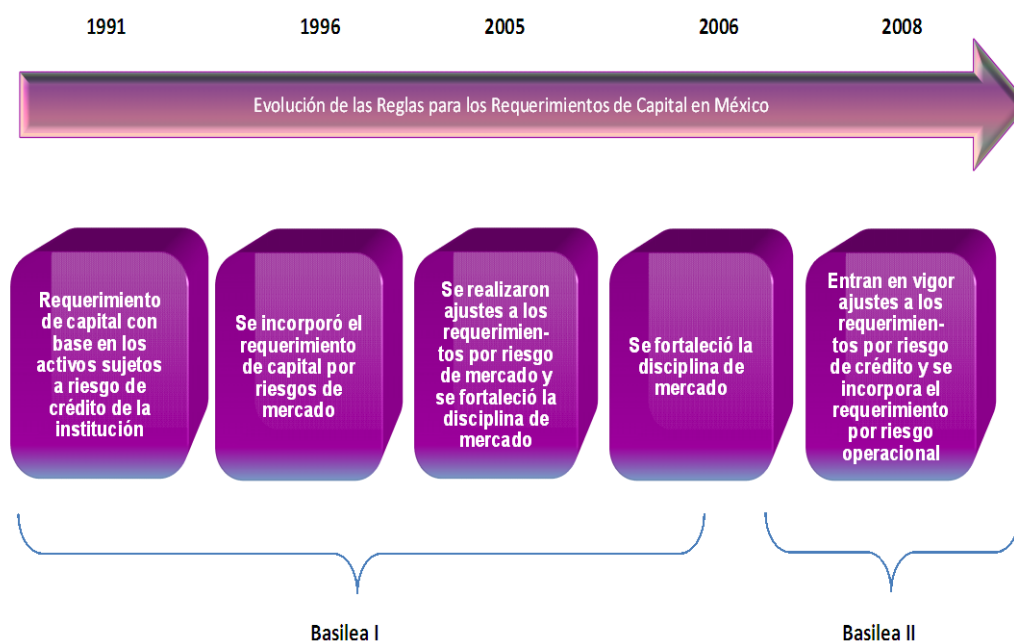 1991
1996
2005
2006
2008
Evolución de las Reglas para los Requerimientos de Capital en México
Requerimiento
de capital con
base en los
activos sujetos
a riesgo de
crédito de la
institución
Se incorporó el
requerimiento
de capital por
riesgos de
mercado
Se realizaron
ajustes a los
requerimien-
tos por riesgo
de mercado y
se fortaleció la
disciplina de
mercado
Se fortaleció la
disciplina de
mercado
Entran en vigor
ajustes a los
requerimien-
tos por riesgo
de crédito y se
incorpora el
requerimiento
por riesgo
operacional
Basilea I
Basilea II